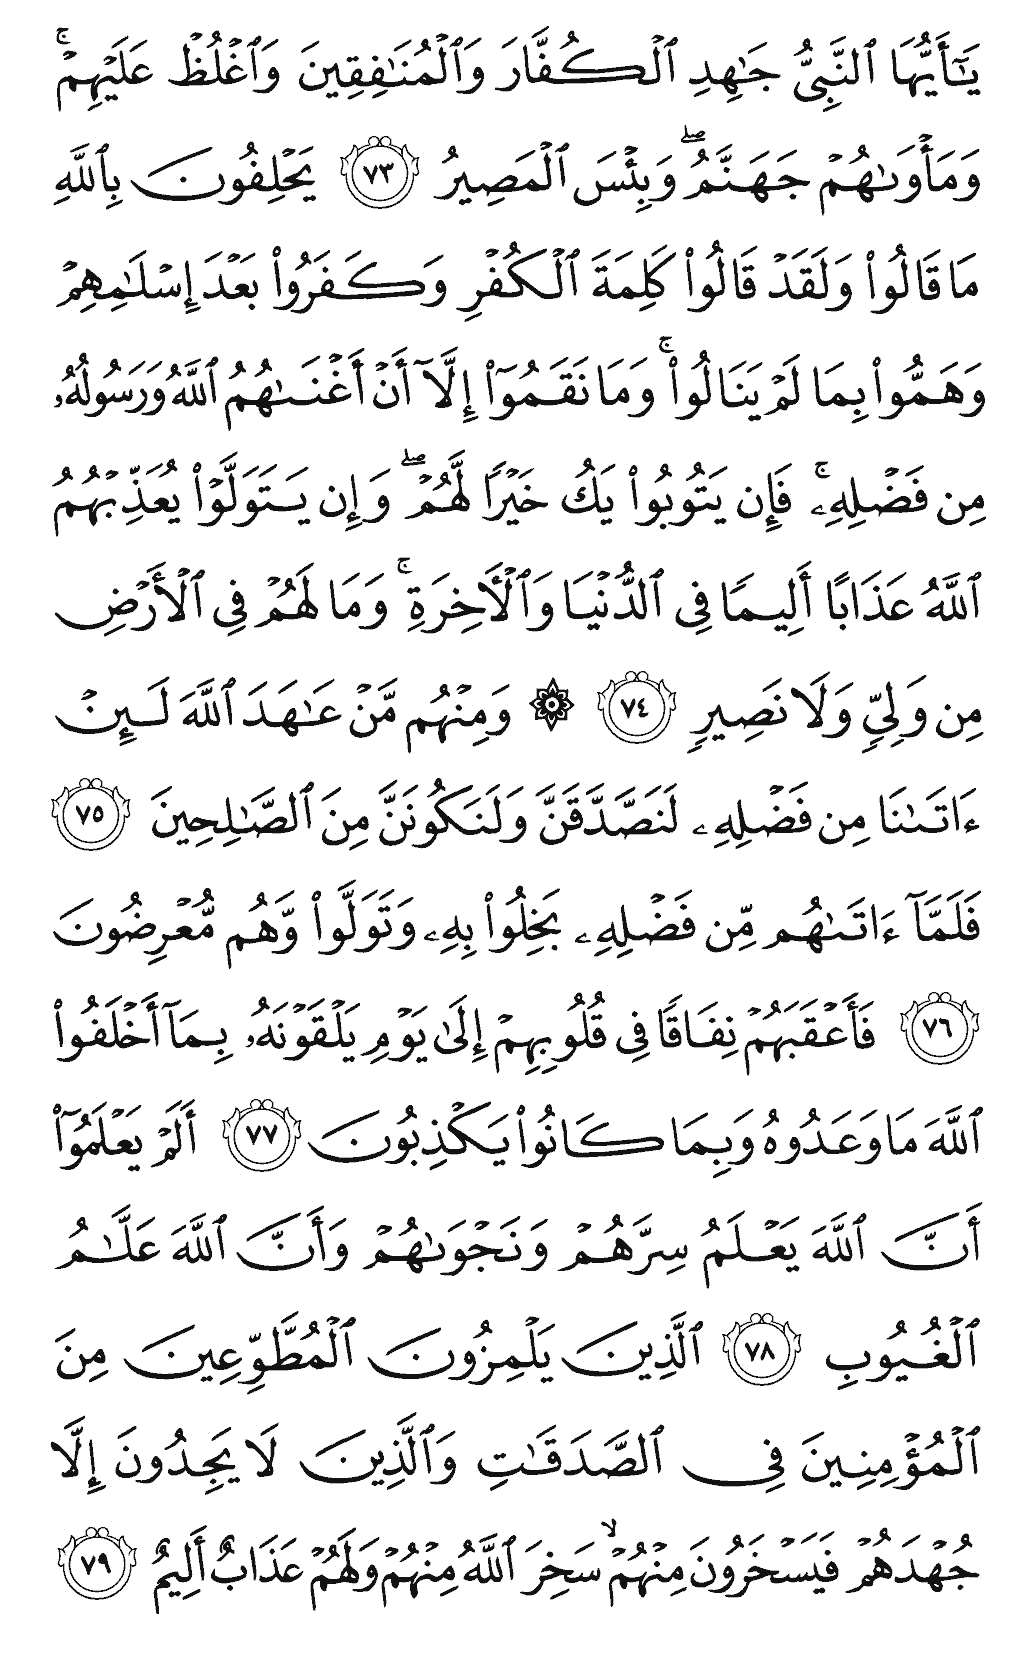 يَـٰٓأَيُّهَا ٱلنَّبِىُّ جَـٰهِدِ ٱلْكُفَّارَ وَٱلْمُنَـٰفِقِينَ وَٱغْلُظْ عَلَيْهِمْ ۚ
وَمَأْوَىٰهُمْ جَهَنَّمُ ۖ وَبِئْسَ ٱلْمَصِيرُ ٧٣ يَحْلِفُونَ بِٱللَّهِ
مَا قَالُوا۟ وَلَقَدْ قَالُوا۟ كَلِمَةَ ٱلْكُفْرِ وَكَفَرُوا۟ بَعْدَ إِسْلَـٰمِهِمْ
وَهَمُّوا۟ بِمَا لَمْ يَنَالُوا۟ ۚ وَمَا نَقَمُوٓا۟ إِلَّآ أَنْ أَغْنَىٰهُمُ ٱللَّهُ وَرَسُولُهُۥ
مِن فَضْلِهِۦ ۚ فَإِن يَتُوبُوا۟ يَكُ خَيْرًا لَّهُمْ ۖ وَإِن يَتَوَلَّوْا۟ يُعَذِّبْهُمُ
ٱللَّهُ عَذَابًا أَلِيمًا فِى ٱلدُّنْيَا وَٱلْـَٔاخِرَةِ ۚ وَمَا لَهُمْ فِى ٱلْأَرْضِ
مِن وَلِىٍّ وَلَا نَصِيرٍ ٧٤ ۞ وَمِنْهُم مَّنْ عَـٰهَدَ ٱللَّهَ لَئِنْ
ءَاتَىٰنَا مِن فَضْلِهِۦ لَنَصَّدَّقَنَّ وَلَنَكُونَنَّ مِنَ ٱلصَّـٰلِحِينَ ٧٥
فَلَمَّآ ءَاتَىٰهُم مِّن فَضْلِهِۦ بَخِلُوا۟ بِهِۦ وَتَوَلَّوا۟ وَّهُم مُّعْرِضُونَ
٧٦ فَأَعْقَبَهُمْ نِفَاقًا فِى قُلُوبِهِمْ إِلَىٰ يَوْمِ يَلْقَوْنَهُۥ بِمَآ أَخْلَفُوا۟
ٱللَّهَ مَا وَعَدُوهُ وَبِمَا كَانُوا۟ يَكْذِبُونَ ٧٧ أَلَمْ يَعْلَمُوٓا۟
أَنَّ ٱللَّهَ يَعْلَمُ سِرَّهُمْ وَنَجْوَىٰهُمْ وَأَنَّ ٱللَّهَ عَلَّـٰمُ
ٱلْغُيُوبِ ٧٨ ٱلَّذِينَ يَلْمِزُونَ ٱلْمُطَّوِّعِينَ مِنَ
ٱلْمُؤْمِنِينَ فِى ٱلصَّدَقَـٰتِ وَٱلَّذِينَ لَا يَجِدُونَ إِلَّا
جُهْدَهُمْ فَيَسْخَرُونَ مِنْهُمْ ۙ سَخِرَ ٱللَّهُ مِنْهُمْ وَلَهُمْ عَذَابٌ أَلِيمٌ ٧٩